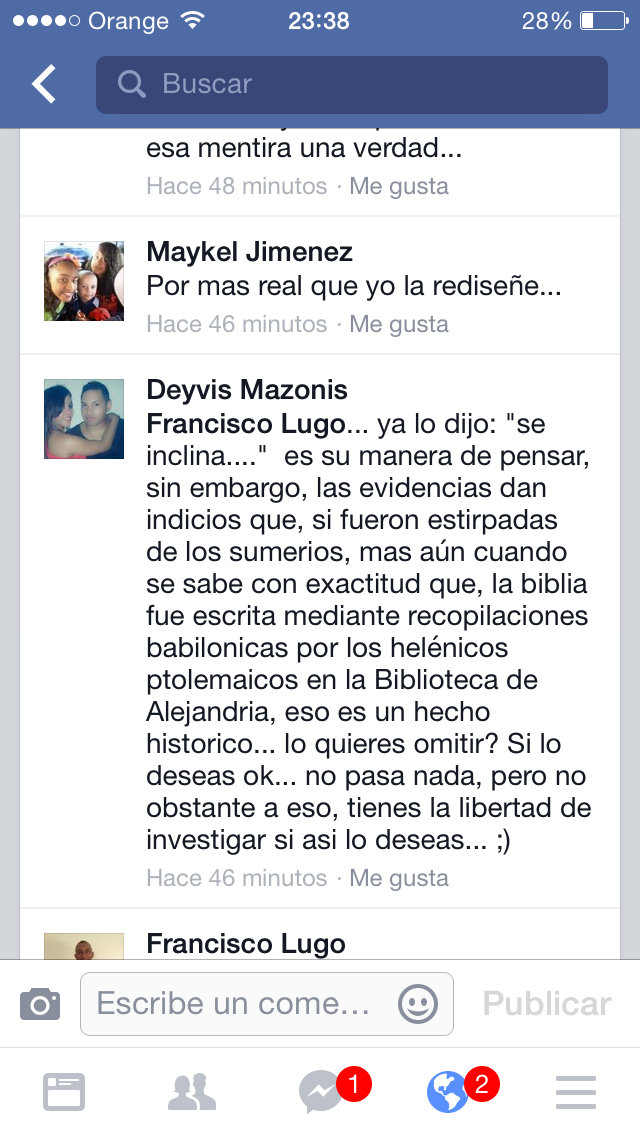 Orange 23:38 28%
Buscar
esa mentira una verdad...
Hace 48 minutos · Me gusta
Maykel Jimenez
Por mas real que yo la rediseñe...
Hace 46 minutos · Me gusta
Deyvis Mazonis
Francisco Lugo... ya lo dijo: "se
inclina...." es su manera de pensar,
sin embargo, las evidencias dan
indicios que, si fueron estirpadas
de los sumerios, mas aún cuando
se sabe con exactitud que, la biblia
fue escrita mediante recopilaciones
babilonicas por los helénicos
ptolemaicos en la Biblioteca de
Alejandria, eso es un hecho
historico... lo quieres omitir? Si lo
deseas ok... no pasa nada, pero no
obstante a eso, tienes la libertad de
investigar si asi lo deseas... ;)
Hace 46 minutos · Me gusta
Francisco Lugo
Escribe un come... Publicar
1 2